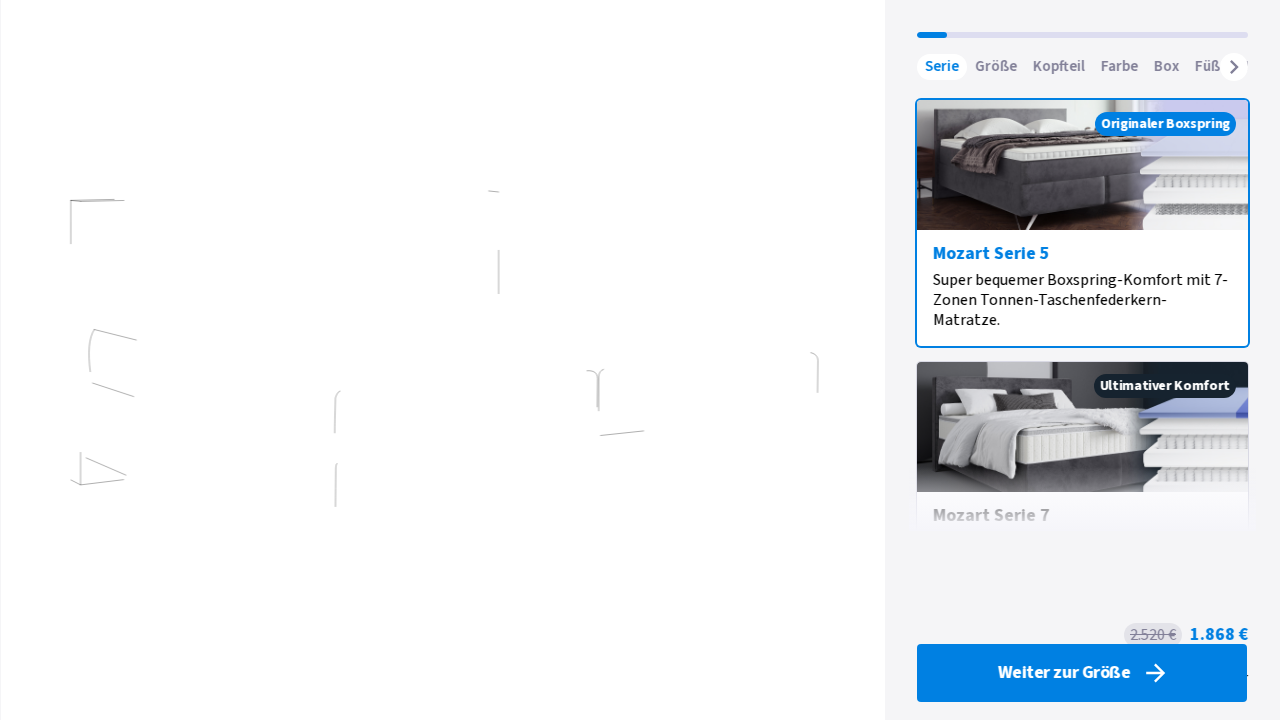 Serie Größe Kopfteil Farbe Box Füß
Originaler Boxspring
Mozart Serie 5
Super bequemer Boxspring-Komfort mit 7-
Zonen Tonnen-Taschenfederkern-
Matratze.
Ultimativer Komfort
Mozart Serie 7
2.520 € 1.868 €
Weiter zur Größe